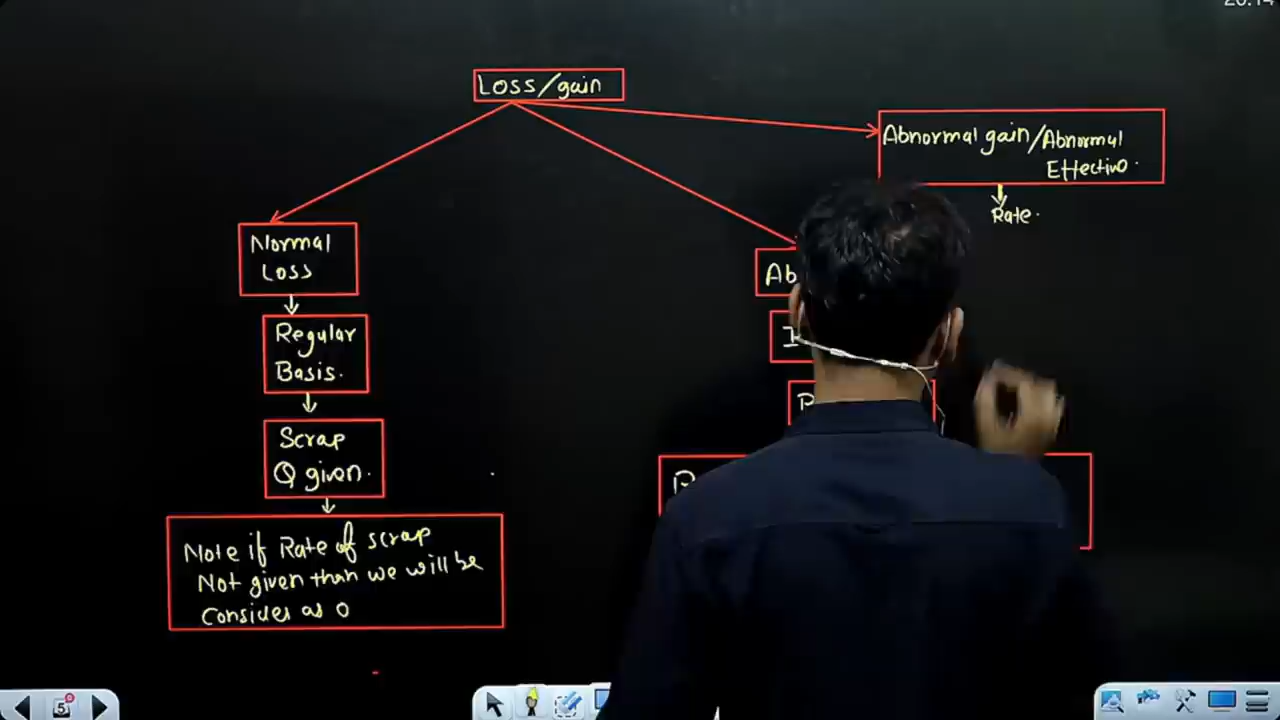 Loss/gain
Abnormal gain/Abnormal
Effective.
Rate.
Normal
Loss
Regular
Basis.
Scrap
Q given.
Note if Rate of scrap
Not given than we will be
Consider as 0
5